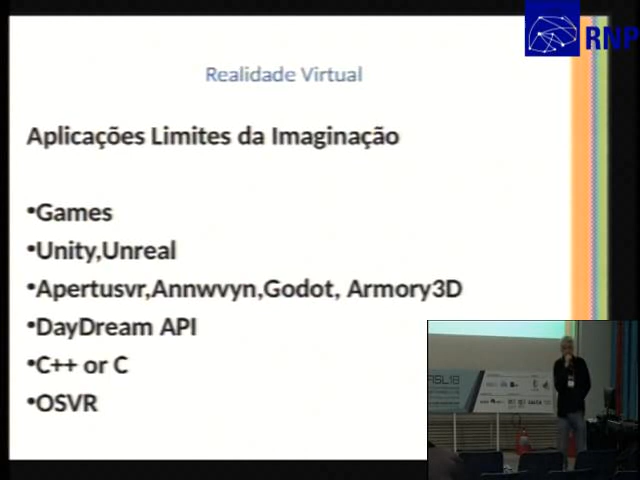 RNP
Realidade Virtual
Aplicações Limites da Imaginação
•Games
•Unity,Unreal
•Apertusvr,Annwvyn,Godot, Armory3D
•DayDream API
•C++ or C
•OSVR